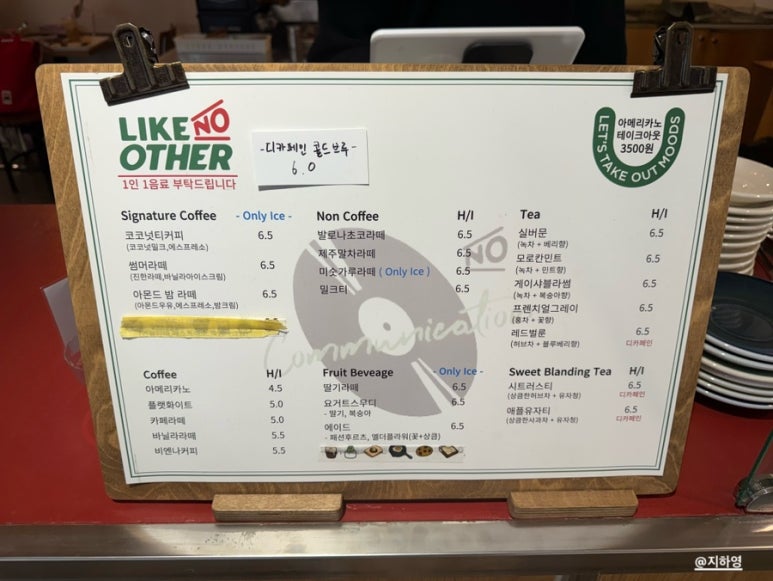 LIKE NO
OTHER
1인 1음료 부탁드립니다
-디카페인 콜드브루-
6.0
아메리카노
테이크아웃
3500원
LET'S TAKE OUT MOODS
Signature Coffee - Only Ice -
코코넛티커피 6.5
(코코넛밀크,에스프레소)
썸머라떼 6.5
(진한라떼,바닐라아이스크림)
아몬드 밤 라떼 6.5
(아몬드우유,에스프레소,밤크림)
Non Coffee H/I
발로나초코라떼 6.5
제주말차라떼 6.5
미숫가루라떼 ( Only Ice ) 6.5
밀크티 6.5
Tea H/I
실버문 6.5
(녹차 + 베리향)
모로칸민트 6.5
(녹차 + 민트향)
게이샤블라썸 6.5
(녹차 + 복숭아향)
프렌치얼그레이 6.5
(홍차 + 꽃향)
레드벌룬 6.5
(허브차 + 블루베리향) 디카페인
NO
Communication
Coffee H/I
아메리카노 4.5
플랫화이트 5.0
카페라떼 5.0
바닐라라떼 5.5
비엔나커피 5.5
Fruit Beveage - Only Ice -
딸기라떼 6.5
요거트스무디 6.5
- 딸기, 복숭아
에이드 6.5
- 패션후르츠, 엘더플라워(꽃+상큼)
Sweet Blanding Tea H/I
시트러스티 6.5
(상큼한허브차 + 유자향) 디카페인
애플유자티 6.5
(상큼한사과차 + 유자청) 디카페인
@지하영